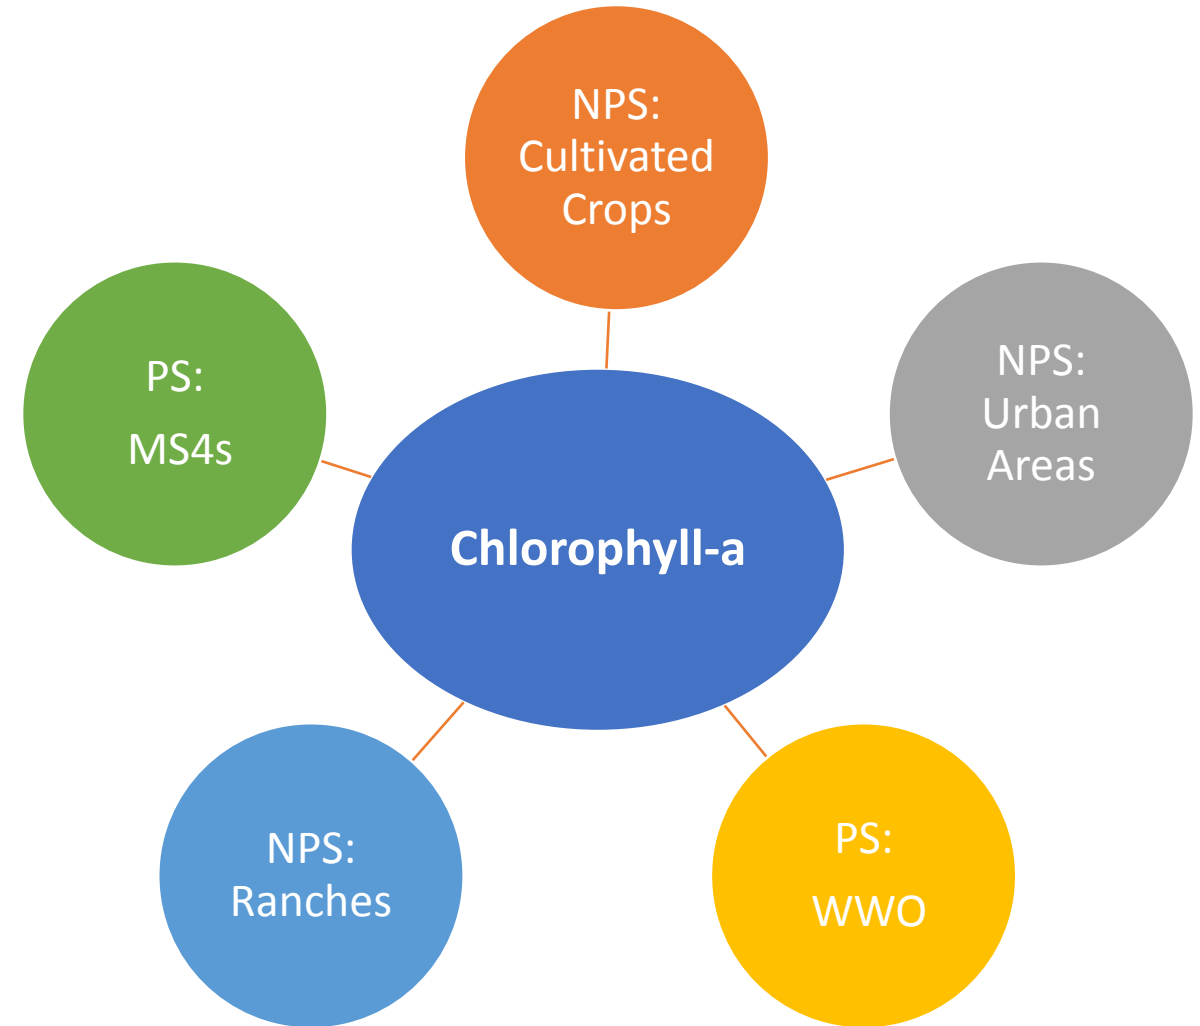 NPS:
Cultivated
Crops
PS:
MS4s
NPS:
Urban
Areas
Chlorophyll-a
NPS:
Ranches
PS:
WWO